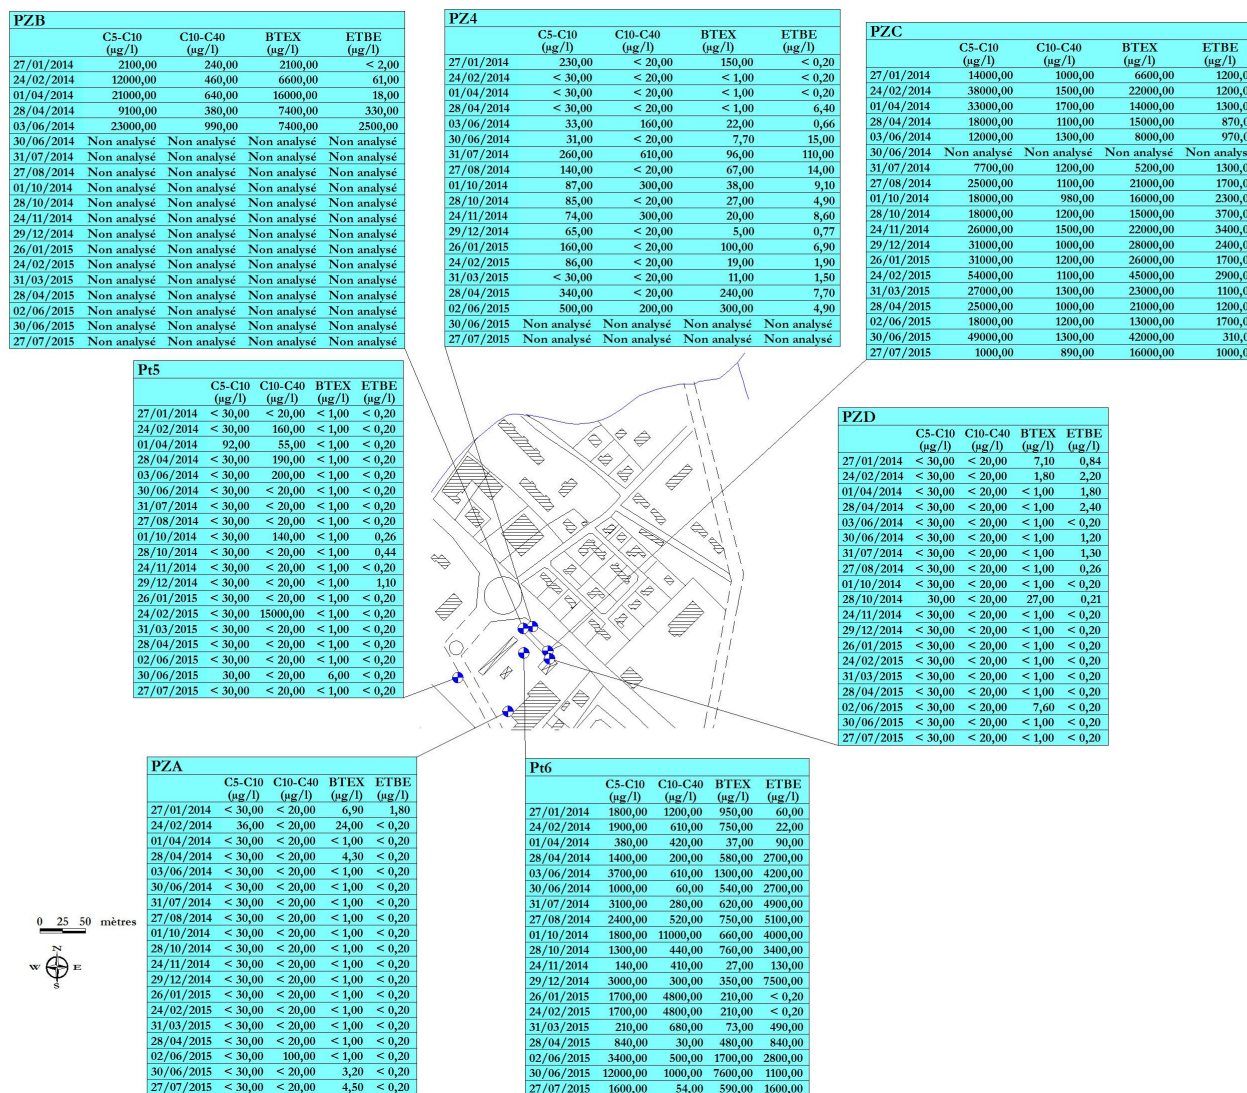 PZB
C5-C10 C10-C40 BTEX ETBE
(µg/l) (µg/l) (µg/l) (µg/l)
27/01/2014 2100,00 240,00 2100,00 < 2,00
24/02/2014 12000,00 460,00 6600,00 61,00
01/04/2014 21000,00 640,00 16000,00 18,00
28/04/2014 9100,00 380,00 7400,00 330,00
03/06/2014 23000,00 990,00 7400,00 2500,00
30/06/2014 Non analysé Non analysé Non analysé Non analysé
31/07/2014 Non analysé Non analysé Non analysé Non analysé
27/08/2014 Non analysé Non analysé Non analysé Non analysé
01/10/2014 Non analysé Non analysé Non analysé Non analysé
28/10/2014 Non analysé Non analysé Non analysé Non analysé
24/11/2014 Non analysé Non analysé Non analysé Non analysé
29/12/2014 Non analysé Non analysé Non analysé Non analysé
26/01/2015 Non analysé Non analysé Non analysé Non analysé
24/02/2015 Non analysé Non analysé Non analysé Non analysé
31/03/2015 Non analysé Non analysé Non analysé Non analysé
28/04/2015 Non analysé Non analysé Non analysé Non analysé
02/06/2015 Non analysé Non analysé Non analysé Non analysé
30/06/2015 Non analysé Non analysé Non analysé Non analysé
27/07/2015 Non analysé Non analysé Non analysé Non analysé
PZ4
C5-C10 C10-C40 BTEX ETBE
(µg/l) (µg/l) (µg/l) (µg/l)
27/01/2014 230,00 < 20,00 150,00 < 0,20
24/02/2014 < 30,00 < 20,00 < 1,00 < 0,20
01/04/2014 < 30,00 < 20,00 < 1,00 < 0,20
28/04/2014 < 30,00 < 20,00 < 1,00 6,40
03/06/2014 33,00 160,00 22,00 0,66
30/06/2014 31,00 < 20,00 7,70 15,00
31/07/2014 260,00 610,00 96,00 110,00
27/08/2014 140,00 < 20,00 67,00 14,00
01/10/2014 87,00 300,00 38,00 9,10
28/10/2014 85,00 < 20,00 27,00 4,90
24/11/2014 74,00 300,00 20,00 8,60
29/12/2014 65,00 < 20,00 5,00 0,77
26/01/2015 160,00 < 20,00 100,00 6,90
24/02/2015 86,00 < 20,00 19,00 1,90
31/03/2015 < 30,00 < 20,00 11,00 1,50
28/04/2015 340,00 < 20,00 240,00 7,70
02/06/2015 500,00 200,00 300,00 4,90
30/06/2015 Non analysé Non analysé Non analysé Non analysé
27/07/2015 Non analysé Non analysé Non analysé Non analysé
PZC
C5-C10 C10-C40 BTEX ETBE
(µg/l) (µg/l) (µg/l) (µg/l)
27/01/2014 14000,00 1000,00 6600,00 1200,0
24/02/2014 38000,00 1500,00 22000,00 1200,0
01/04/2014 33000,00 1700,00 14000,00 1300,0
28/04/2014 18000,00 1100,00 15000,00 870,0
03/06/2014 12000,00 1300,00 8000,00 970,0
30/06/2014 Non analysé Non analysé Non analysé Non analys
31/07/2014 7700,00 1200,00 5200,00 1300,0
27/08/2014 25000,00 1100,00 21000,00 1700,0
01/10/2014 18000,00 980,00 16000,00 2300,0
28/10/2014 18000,00 1200,00 15000,00 3700,0
24/11/2014 26000,00 1500,00 22000,00 3400,0
29/12/2014 31000,00 1000,00 28000,00 2400,0
26/01/2015 31000,00 1200,00 26000,00 1700,0
24/02/2015 54000,00 1100,00 45000,00 2900,0
31/03/2015 27000,00 1300,00 23000,00 1100,0
28/04/2015 25000,00 1000,00 21000,00 1200,0
02/06/2015 18000,00 1200,00 13000,00 1700,0
30/06/2015 49000,00 1300,00 42000,00 310,0
27/07/2015 1000,00 890,00 16000,00 1000,0
Pt5
C5-C10 C10-C40 BTEX ETBE
(µg/l) (µg/l) (µg/l) (µg/l)
27/01/2014 < 30,00 < 20,00 < 1,00 < 0,20
24/02/2014 < 30,00 160,00 < 1,00 < 0,20
01/04/2014 92,00 55,00 < 1,00 < 0,20
28/04/2014 < 30,00 190,00 < 1,00 < 0,20
03/06/2014 < 30,00 200,00 < 1,00 < 0,20
30/06/2014 < 30,00 < 20,00 < 1,00 < 0,20
31/07/2014 < 30,00 < 20,00 < 1,00 < 0,20
27/08/2014 < 30,00 < 20,00 < 1,00 < 0,20
01/10/2014 < 30,00 140,00 < 1,00 0,26
28/10/2014 < 30,00 < 20,00 < 1,00 0,44
24/11/2014 < 30,00 < 20,00 < 1,00 < 0,20
29/12/2014 < 30,00 < 20,00 < 1,00 1,10
26/01/2015 < 30,00 < 20,00 < 1,00 < 0,20
24/02/2015 < 30,00 15000,00 < 1,00 < 0,20
31/03/2015 < 30,00 < 20,00 < 1,00 < 0,20
28/04/2015 < 30,00 < 20,00 < 1,00 < 0,20
02/06/2015 < 30,00 < 20,00 < 1,00 < 0,20
30/06/2015 30,00 < 20,00 6,00 < 0,20
27/07/2015 < 30,00 < 20,00 < 1,00 < 0,20
PZD
C5-C10 C10-C40 BTEX ETBE
(µg/l) (µg/l) (µg/l) (µg/l)
27/01/2014 < 30,00 < 20,00 7,10 0,84
24/02/2014 < 30,00 < 20,00 1,80 2,20
01/04/2014 < 30,00 < 20,00 < 1,00 1,80
28/04/2014 < 30,00 < 20,00 < 1,00 2,40
03/06/2014 < 30,00 < 20,00 < 1,00 < 0,20
30/06/2014 < 30,00 < 20,00 < 1,00 1,20
31/07/2014 < 30,00 < 20,00 < 1,00 1,30
27/08/2014 < 30,00 < 20,00 < 1,00 0,26
01/10/2014 < 30,00 < 20,00 < 1,00 < 0,20
28/10/2014 30,00 < 20,00 27,00 0,21
24/11/2014 < 30,00 < 20,00 < 1,00 < 0,20
29/12/2014 < 30,00 < 20,00 < 1,00 < 0,20
26/01/2015 < 30,00 < 20,00 < 1,00 < 0,20
24/02/2015 < 30,00 < 20,00 < 1,00 < 0,20
31/03/2015 < 30,00 < 20,00 < 1,00 < 0,20
28/04/2015 < 30,00 < 20,00 < 1,00 < 0,20
02/06/2015 < 30,00 < 20,00 7,60 < 0,20
30/06/2015 < 30,00 < 20,00 < 1,00 < 0,20
27/07/2015 < 30,00 < 20,00 < 1,00 < 0,20
PZA
C5-C10 C10-C40 BTEX ETBE
(µg/l) (µg/l) (µg/l) (µg/l)
27/01/2014 < 30,00 < 20,00 6,90 1,80
24/02/2014 36,00 < 20,00 24,00 < 0,20
01/04/2014 < 30,00 < 20,00 < 1,00 < 0,20
28/04/2014 < 30,00 < 20,00 4,30 < 0,20
03/06/2014 < 30,00 < 20,00 < 1,00 < 0,20
30/06/2014 < 30,00 < 20,00 < 1,00 < 0,20
31/07/2014 < 30,00 < 20,00 < 1,00 < 0,20
27/08/2014 < 30,00 < 20,00 < 1,00 < 0,20
01/10/2014 < 30,00 < 20,00 < 1,00 < 0,20
28/10/2014 < 30,00 < 20,00 < 1,00 < 0,20
24/11/2014 < 30,00 < 20,00 < 1,00 < 0,20
29/12/2014 < 30,00 < 20,00 < 1,00 < 0,20
26/01/2015 < 30,00 < 20,00 < 1,00 < 0,20
24/02/2015 < 30,00 < 20,00 < 1,00 < 0,20
31/03/2015 < 30,00 < 20,00 < 1,00 < 0,20
28/04/2015 < 30,00 < 20,00 < 1,00 < 0,20
02/06/2015 < 30,00 100,00 < 1,00 < 0,20
30/06/2015 < 30,00 < 20,00 3,20 < 0,20
27/07/2015 < 30,00 < 20,00 4,50 < 0,20
Pt6
C5-C10 C10-C40 BTEX ETBE
(µg/l) (µg/l) (µg/l) (µg/l)
27/01/2014 1800,00 1200,00 950,00 60,00
24/02/2014 1900,00 610,00 750,00 22,00
01/04/2014 380,00 420,00 37,00 90,00
28/04/2014 1400,00 200,00 580,00 2700,00
03/06/2014 3700,00 610,00 1300,00 4200,00
30/06/2014 1000,00 60,00 540,00 2700,00
31/07/2014 3100,00 280,00 620,00 4900,00
27/08/2014 2400,00 520,00 750,00 5100,00
01/10/2014 1800,00 11000,00 660,00 4000,00
28/10/2014 1300,00 440,00 760,00 3400,00
24/11/2014 140,00 410,00 27,00 130,00
29/12/2014 3000,00 300,00 350,00 7500,00
26/01/2015 1700,00 4800,00 210,00 < 0,20
24/02/2015 1700,00 4800,00 210,00 < 0,20
31/03/2015 210,00 680,00 73,00 490,00
28/04/2015 840,00 30,00 480,00 840,00
02/06/2015 3400,00 500,00 1700,00 2800,00
30/06/2015 12000,00 1000,00 7600,00 1100,00
27/07/2015 1600,00 54,00 590,00 1600,00
0 25 50 mètres
N
W E
S